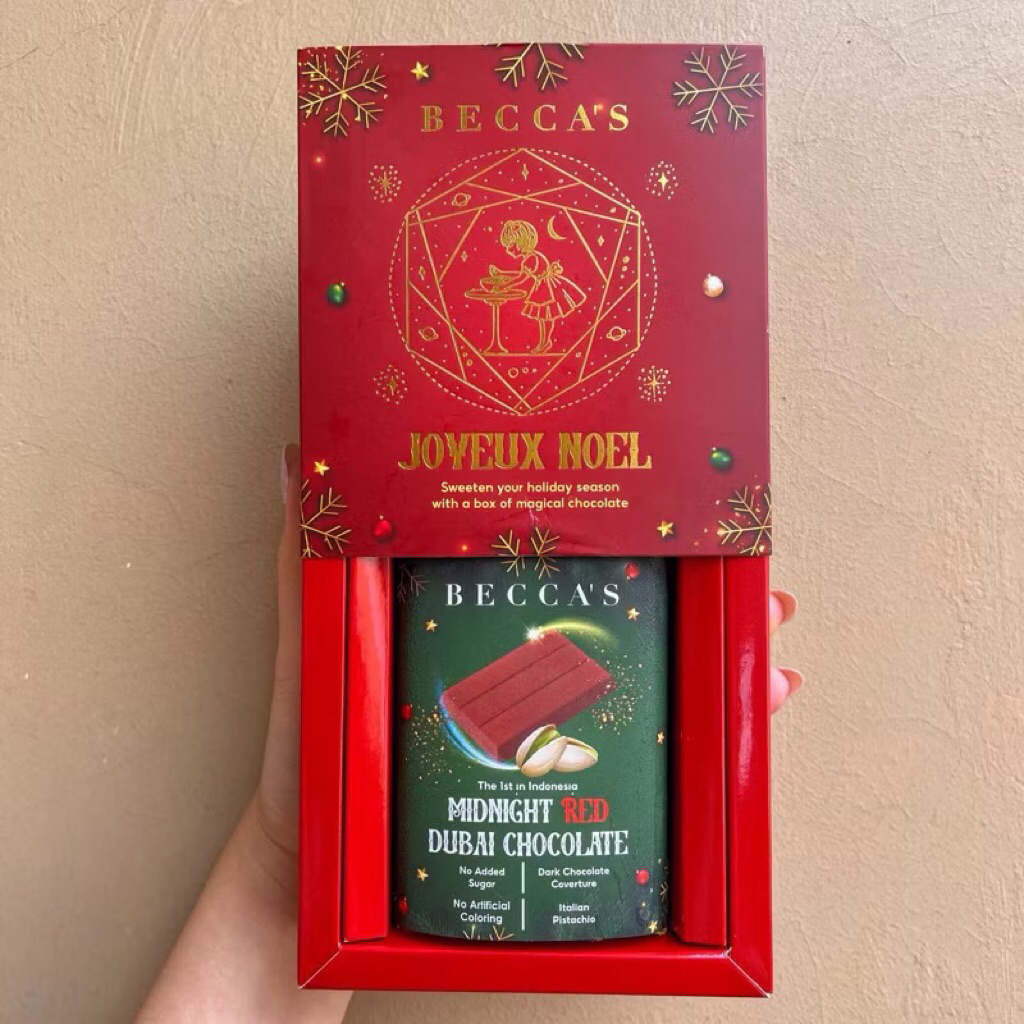 BECCA'S
JOYEUX NOEL
Sweeten your holiday season
with a box of magical chocolate
BECCA'S
The 1st in Indonesia
MIDNIGHT RED
DUBAI CHOCOLATE
No Added
Sugar
Dark Chocolate
Coverture
No Artificial
Coloring
Italian
Pistachio